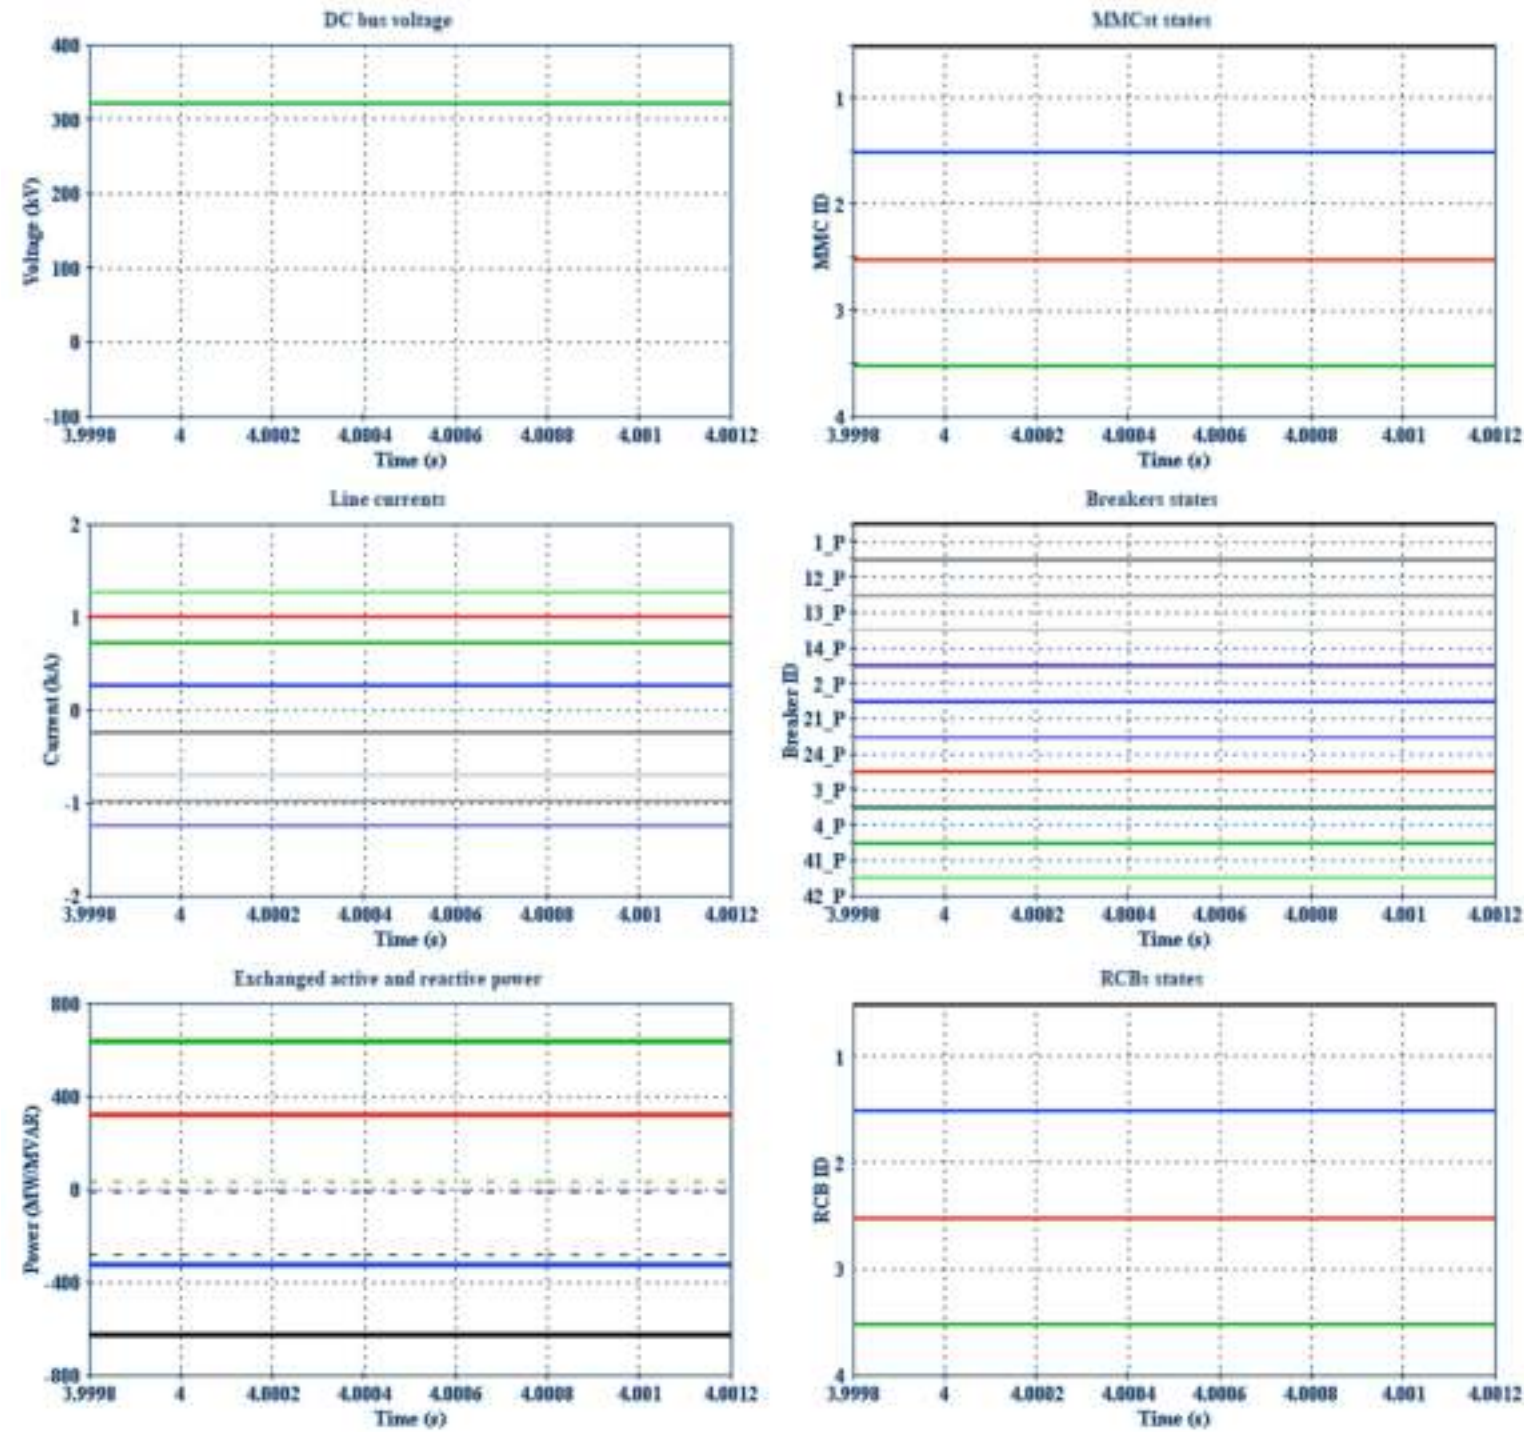 DC bus voltage
400
300
200
100
0
-100
Voltage (kV)
3.9998 4 4.0002 4.0004 4.0006 4.0008 4.001 4.0012
Time (s)
MMCst states
1
2
3
4
MMC ID
3.9998 4 4.0002 4.0004 4.0006 4.0008 4.001 4.0012
Time (s)
Line currents
2
1
0
-1
-2
Current (kA)
3.9998 4 4.0002 4.0004 4.0006 4.0008 4.001 4.0012
Time (s)
Breakers states
1_P
12_P
13_P
14_P
2_P
21_P
24_P
3_P
4_P
41_P
42_P
Breaker ID
3.9998 4 4.0002 4.0004 4.0006 4.0008 4.001 4.0012
Time (s)
Exchanged active and reactive power
800
400
0
-400
-800
Power (MW/MVAR)
3.9998 4 4.0002 4.0004 4.0006 4.0008 4.001 4.0012
Time (s)
RCBs states
1
2
3
4
RCB ID
3.9998 4 4.0002 4.0004 4.0006 4.0008 4.001 4.0012
Time (s)